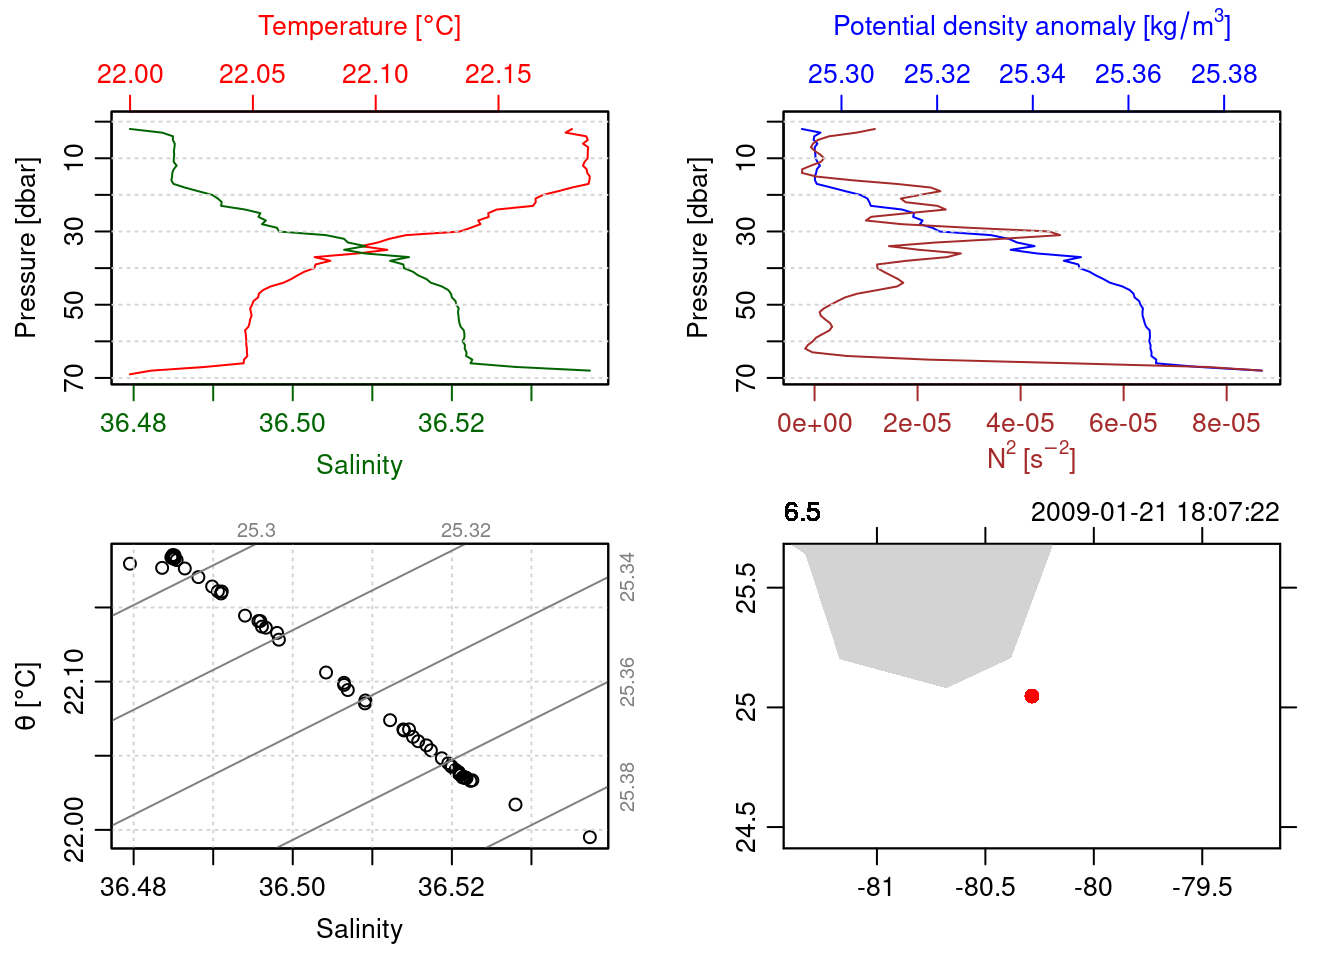 Temperature [°C]
22.00 22.05 22.10 22.15
Pressure [dbar]
10
30
50
70
36.48 36.50 36.52
Salinity
Potential density anomaly [kg/m³]
25.30 25.32 25.34 25.36 25.38
Pressure [dbar]
10
30
50
70
0e+00 2e-05 4e-05 6e-05 8e-05
N² [s⁻²]
25.3 25.32
25.34
25.36
25.38
θ [°C]
22.10
22.00
36.48 36.50 36.52
Salinity
6.5 2009-01-21 18:07:22
25.5
25
24.5
-81 -80.5 -80 -79.5